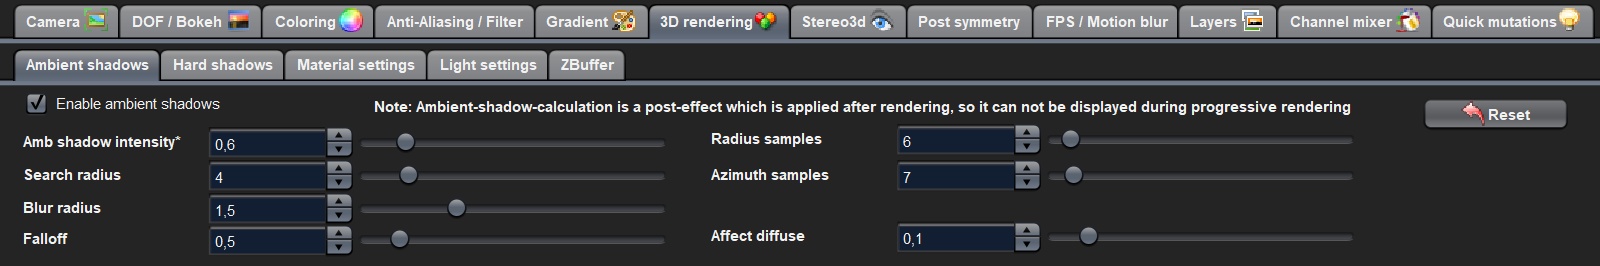 Camera DOF / Bokeh Coloring Anti-Aliasing / Filter Gradient 3D rendering Stereo3d Post symmetry FPS / Motion blur Layers Channel mixer Quick mutations
Ambient shadows Hard shadows Material settings Light settings ZBuffer
Enable ambient shadows Note: Ambient-shadow-calculation is a post-effect which is applied after rendering, so it can not be displayed during progressive rendering Reset
Amb shadow intensity* 0,6 Radius samples 6
Search radius 4 Azimuth samples 7
Blur radius 1,5
Falloff 0,5 Affect diffuse 0,1